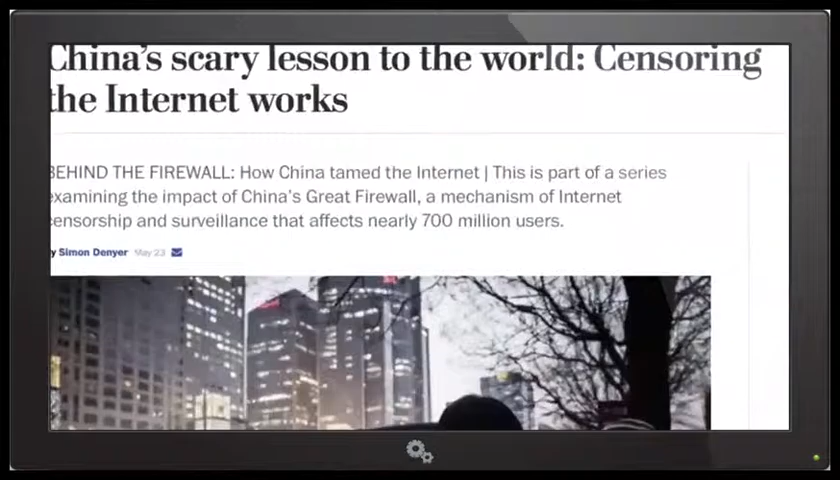 China's scary lesson to the world: Censoring
the Internet works
BEHIND THE FIREWALL: How China tamed the Internet | This is part of a series
examining the impact of China's Great Firewall, a mechanism of Internet
censorship and surveillance that affects nearly 700 million users.
y Simon Denyer May 23